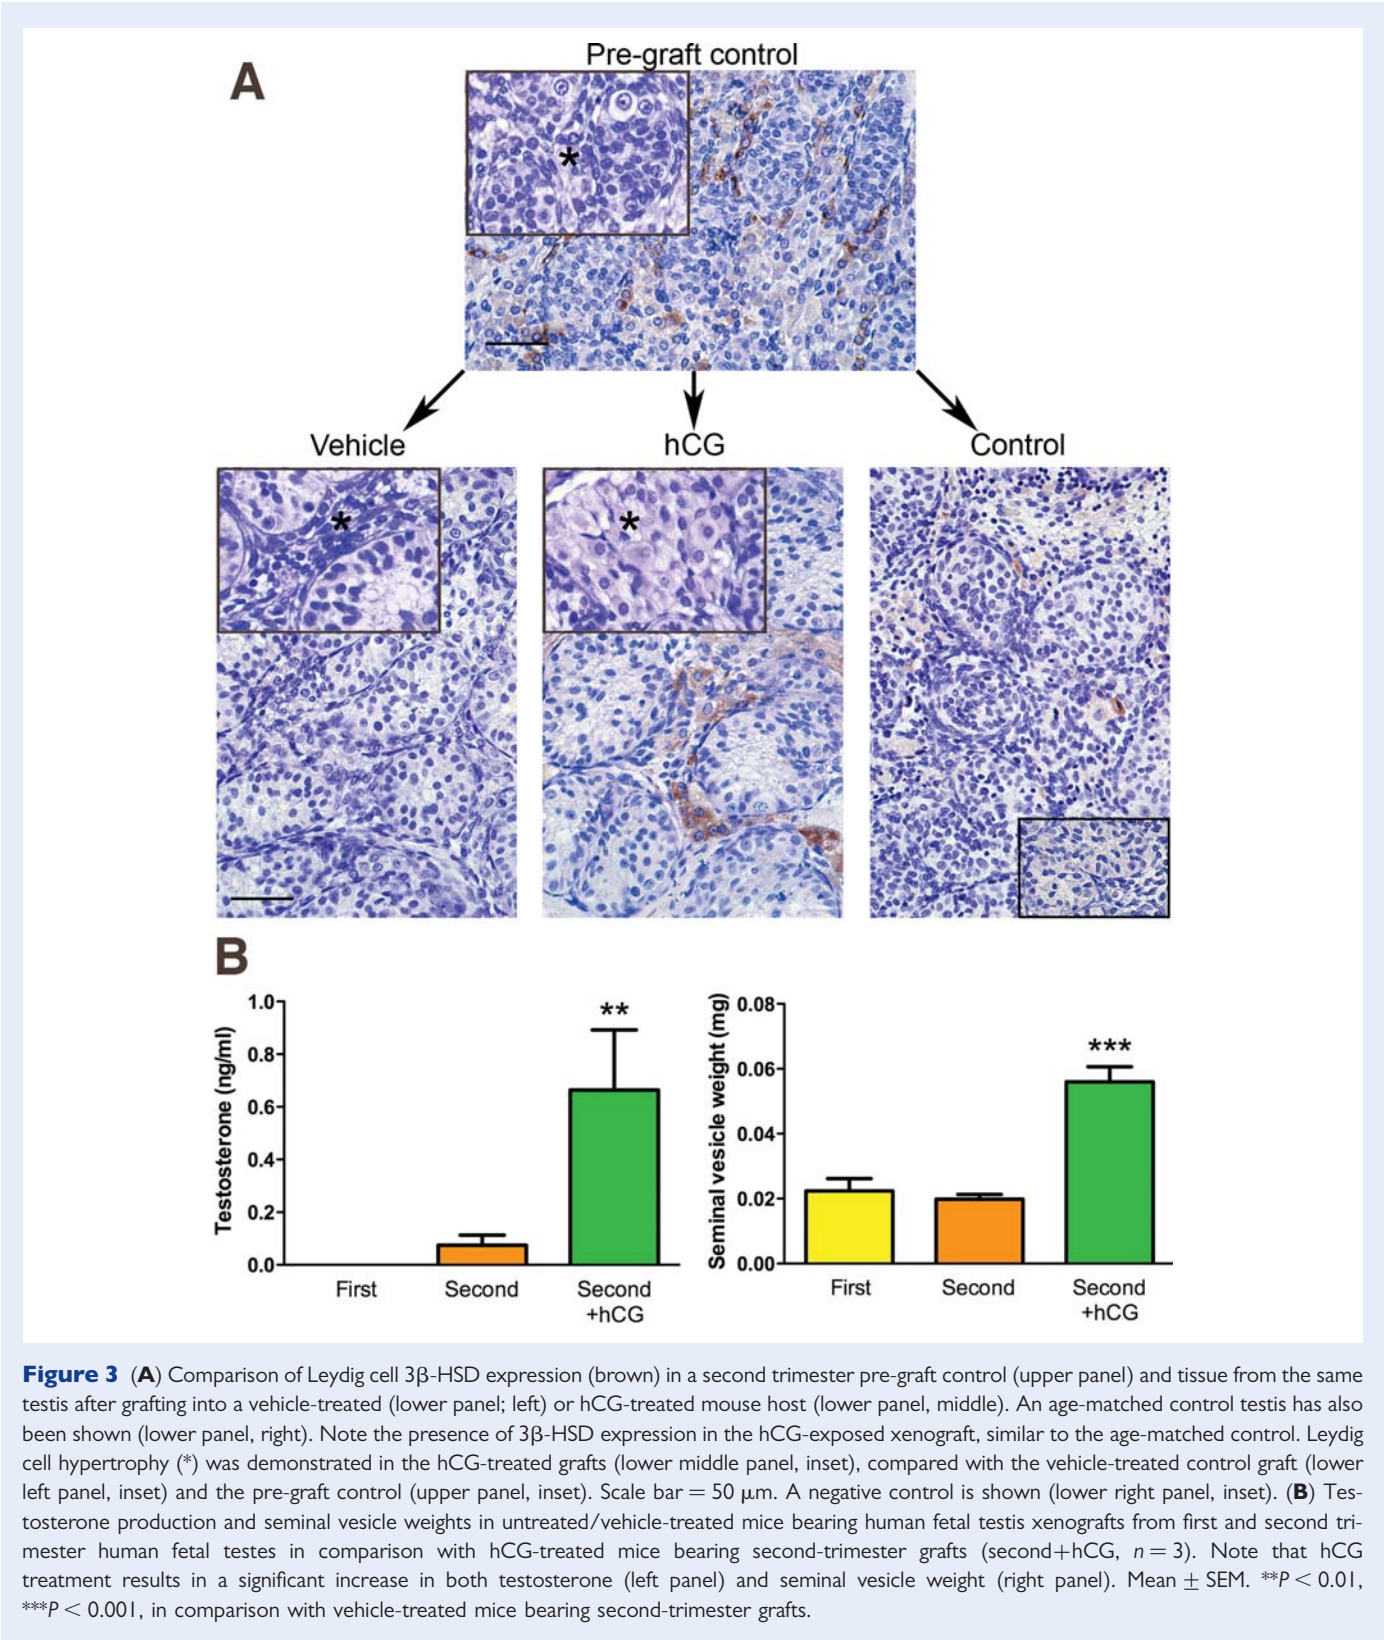 A
Pre-graft control
*
Vehicle
hCG
Control
*
*
B
Testosterone (ng/ml)
1.0
0.8
0.6
0.4
0.2
0.0
**
First
Second
Second
+hCG
Seminal vesicle weight (mg)
0.08
0.06
0.04
0.02
0.00
***
First
Second
Second
+hCG
Figure 3 (A) Comparison of Leydig cell 3β-HSD expression (brown) in a second trimester pre-graft control (upper panel) and tissue from the same
testis after grafting into a vehicle-treated (lower panel; left) or hCG-treated mouse host (lower panel, middle). An age-matched control testis has also
been shown (lower panel, right). Note the presence of 3β-HSD expression in the hCG-exposed xenograft, similar to the age-matched control. Leydig
cell hypertrophy (*) was demonstrated in the hCG-treated grafts (lower middle panel, inset), compared with the vehicle-treated control graft (lower
left panel, inset) and the pre-graft control (upper panel, inset). Scale bar = 50 μm. A negative control is shown (lower right panel, inset). (B) Tes-
tosterone production and seminal vesicle weights in untreated/vehicle-treated mice bearing human fetal testis xenografts from first and second tri-
mester human fetal testes in comparison with hCG-treated mice bearing second-trimester grafts (second+hCG, n = 3). Note that hCG
treatment results in a significant increase in both testosterone (left panel) and seminal vesicle weight (right panel). Mean ± SEM. **P < 0.01,
***P < 0.001, in comparison with vehicle-treated mice bearing second-trimester grafts.